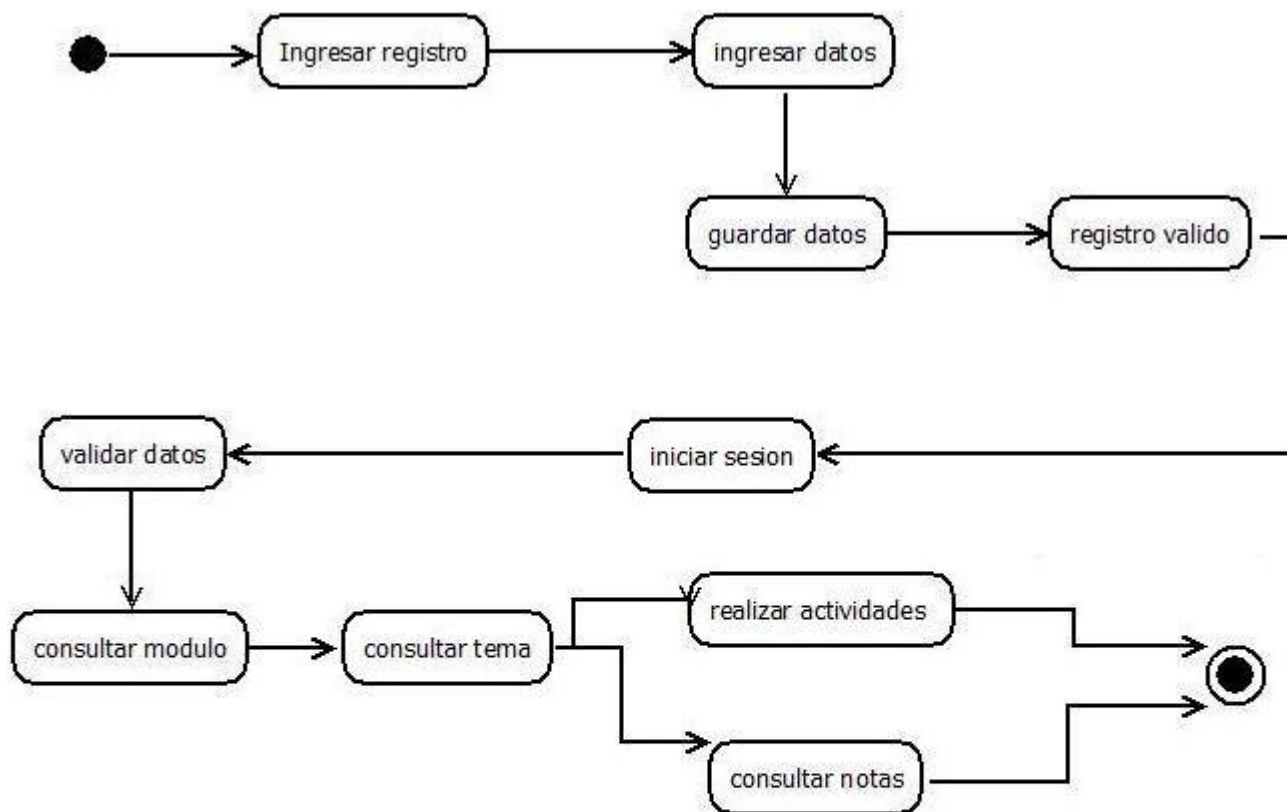 Ingresar registro
ingresar datos
guardar datos
registro valido
iniciar sesion
validar datos
consultar modulo
consultar tema
realizar actividades
consultar notas